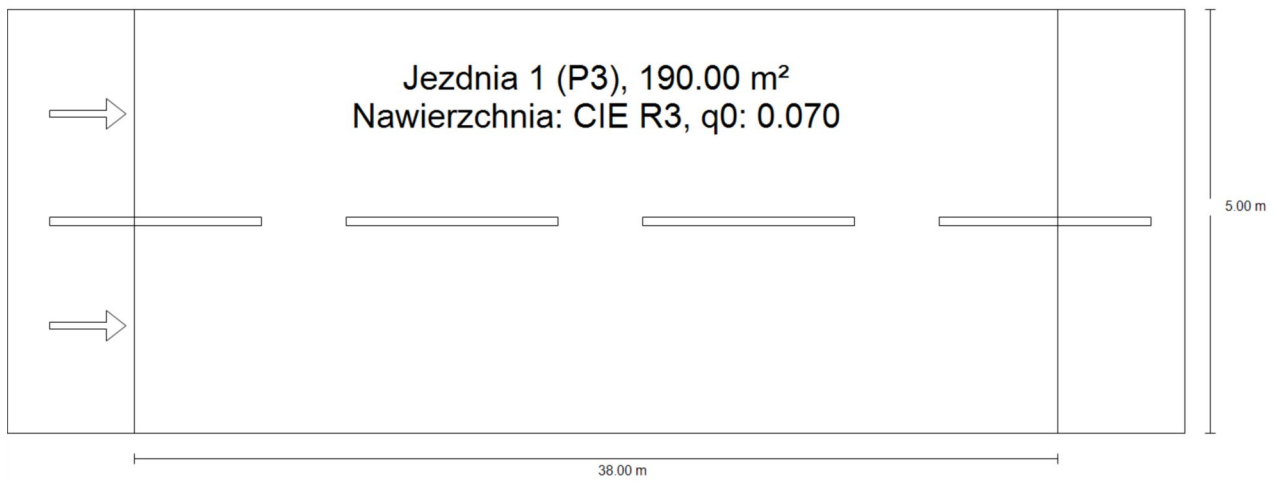 Jezdnia 1 (P3), 190.00 m²
Nawierzchnia: CIE R3, q0: 0.070
5.00 m
38.00 m